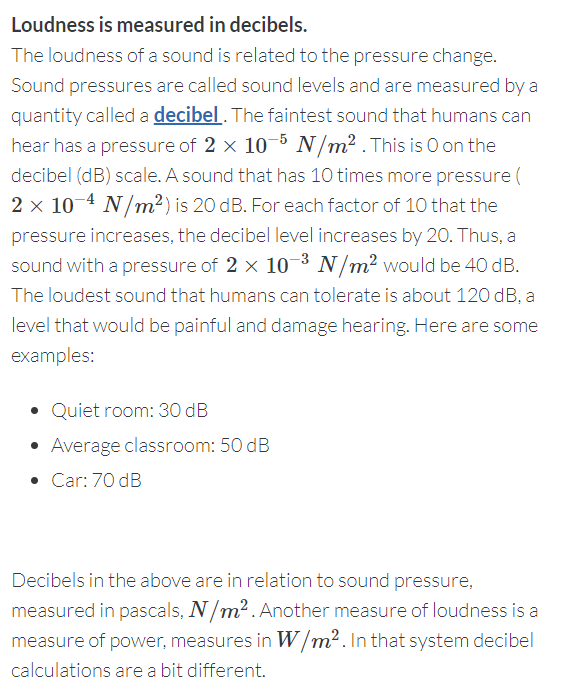 Loudness is measured in decibels.
The loudness of a sound is related to the pressure change.
Sound pressures are called sound levels and are measured by a
quantity called a decibel . The faintest sound that humans can
hear has a pressure of 2 × 10⁻⁵ N/m² . This is 0 on the
decibel (dB) scale. A sound that has 10 times more pressure (
2 × 10⁻⁴ N/m²) is 20 dB. For each factor of 10 that the
pressure increases, the decibel level increases by 20. Thus, a
sound with a pressure of 2 × 10⁻³ N/m² would be 40 dB.
The loudest sound that humans can tolerate is about 120 dB, a
level that would be painful and damage hearing. Here are some
examples:
• Quiet room: 30 dB
• Average classroom: 50 dB
• Car: 70 dB
Decibels in the above are in relation to sound pressure,
measured in pascals, N/m². Another measure of loudness is a
measure of power, measures in W/m². In that system decibel
calculations are a bit different.